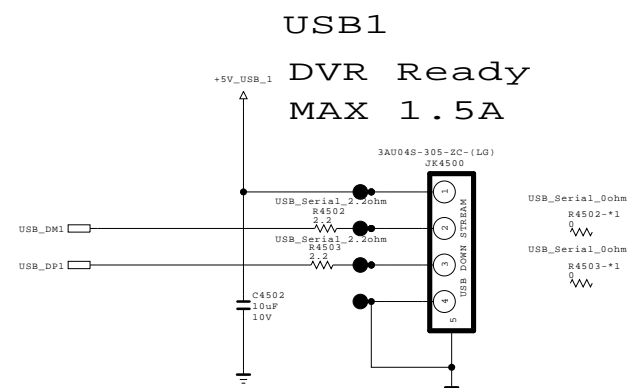 USB1
DVR Ready
MAX 1.5A
+5V_USB_1
3AU04S-305-ZC-(LG)
JK4500
USB_Serial_2.2ohm
R4502
2.2
USB_Serial_2.2ohm
R4503
2.2
USB_DM1
USB_DP1
1
2
3
4
5
USB DOWN STREAM
C4502
10uF
10V
USB_Serial_0ohm
R4502-*1
0
USB_Serial_0ohm
R4503-*1
0